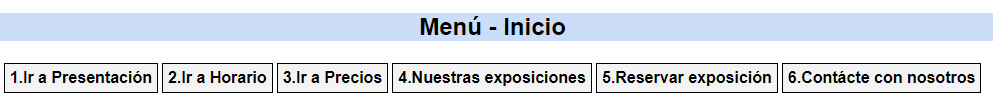 Menú - Inicio
1.Ir a Presentación 2.Ir a Horario 3.Ir a Precios 4.Nuestras exposiciones 5.Reservar exposición 6.Contácte con nosotros